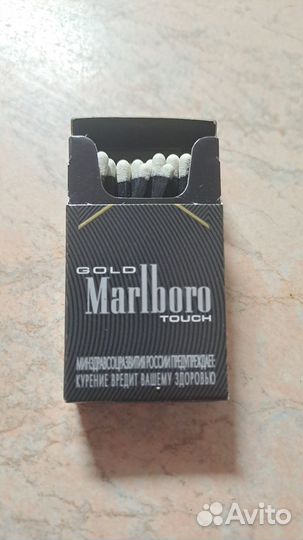 GOLD
Marlboro
TOUCH
МИНЗДРАВСОЦРАЗВИТИЯ РОССИИ ПРЕДУПРЕЖДАЕТ:
КУРЕНИЕ ВРЕДИТ ВАШЕМУ ЗДОРОВЬЮ
Avito